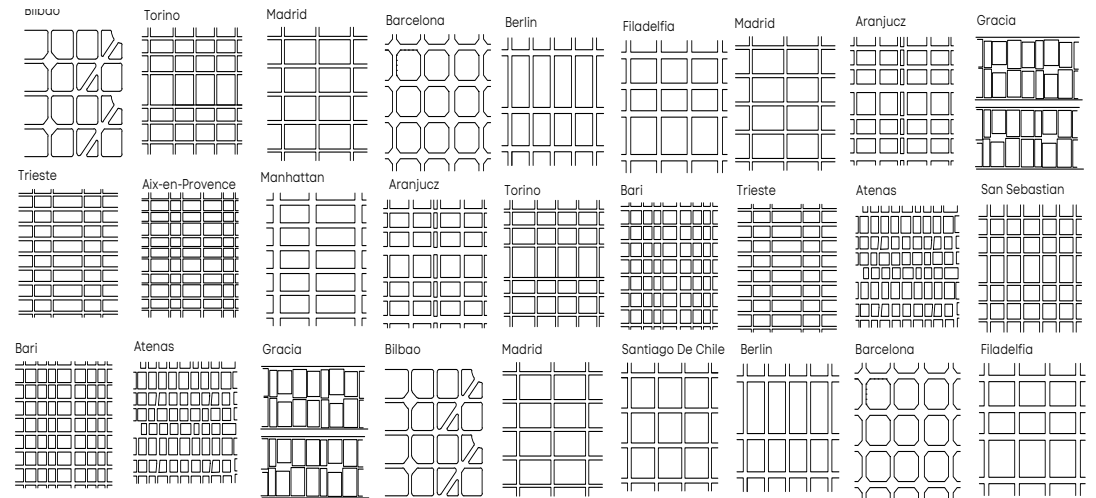 Bilbao
Torino
Madrid
Barcelona
Berlin
Filadelfia
Madrid
Aranjucz
Gracia
Trieste
Aix-en-Provence
Manhattan
Aranjucz
Torino
Bari
Trieste
Atenas
San Sebastian
Bari
Atenas
Gracia
Bilbao
Madrid
Santiago De Chile
Berlin
Barcelona
Filadelfia